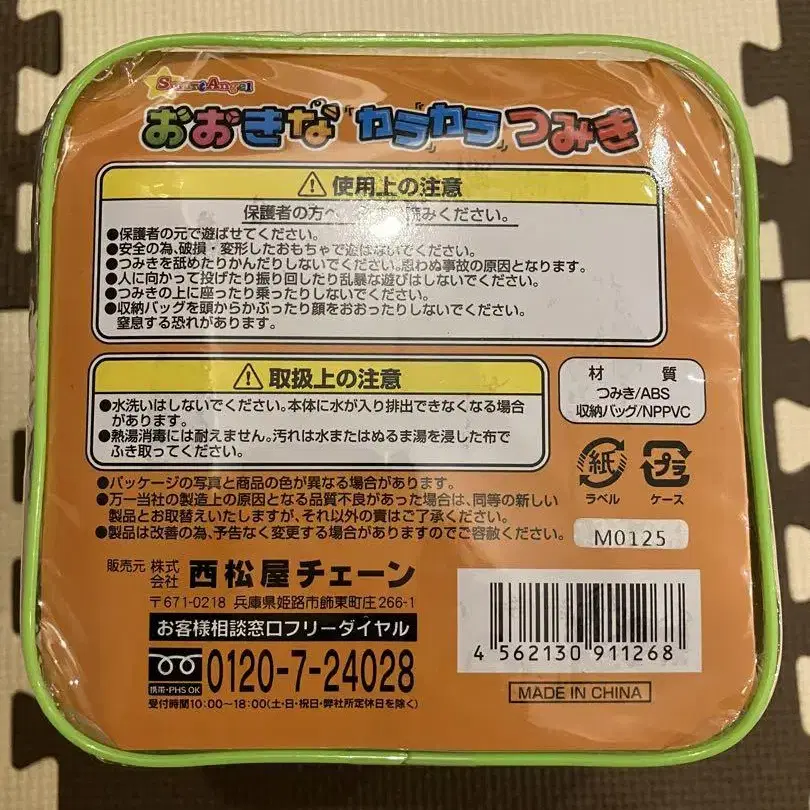 SmartAngel
おおきな"カラカラ"つみき
⚠使用上の注意
保護者の方へ 読みください。
●保護者の元で遊ばせてください。
●安全の為、破損・変形したおもちゃで遊ばないでください。
●つみきを舐めたりかんだりしないでください。思わぬ事故の原因となります。
●人に向かって投げたり振り回したり乱暴な遊びはしないでください。
●つみきの上に座ったり乗ったりしないでください。
●収納バッグを頭からかぶったり顔をおおったりしないでください。
窒息する恐れがあります。
⚠取扱上の注意
●水洗いはしないでください。本体に水が入り排出できなくなる場合
があります。
●熱湯消毒には耐えません。汚れは水またはぬるま湯を浸した布で
ふき取ってください。
材質
つみき/ABS
収納バッグ/NPPVC
紙
ラベル
プラ
ケース
●パッケージの写真と商品の色が異なる場合があります。
●万一当社の製造上の原因となる品質不良があった場合は、同等の新しい
製品とお取替えいたしますが、それ以外の責はご了承ください。
●製品は改善の為、予告なく変更する場合がありますのでご容赦ください。
M0125
販売元 株式会社 西松屋チェーン
〒671-0218 兵庫県姫路市飾東町庄266-1
お客様相談窓口フリーダイヤル
携帯・PHS OK
0120-7-24028
受付時間10:00〜18:00(土・日・祝日・弊社所定休日を除く)
4 562130 911268
MADE IN CHINA